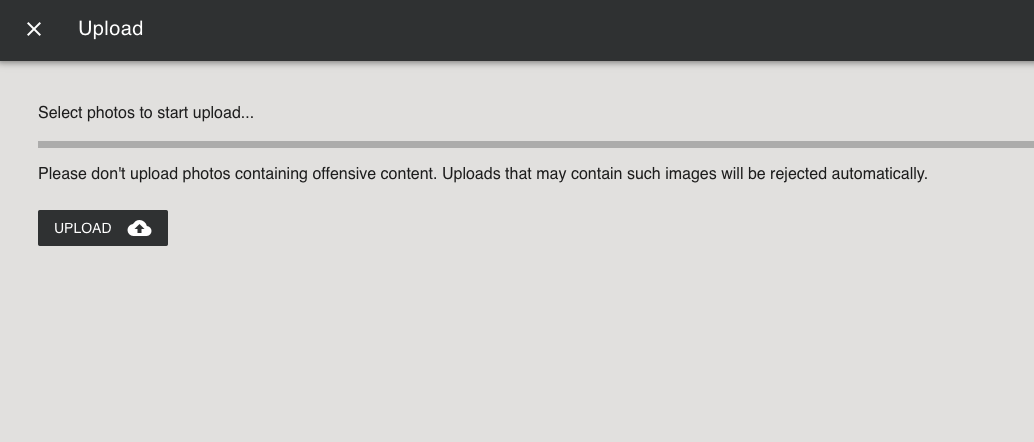 Upload
Select photos to start upload...
Please don't upload photos containing offensive content. Uploads that may contain such images will be rejected automatically.
UPLOAD